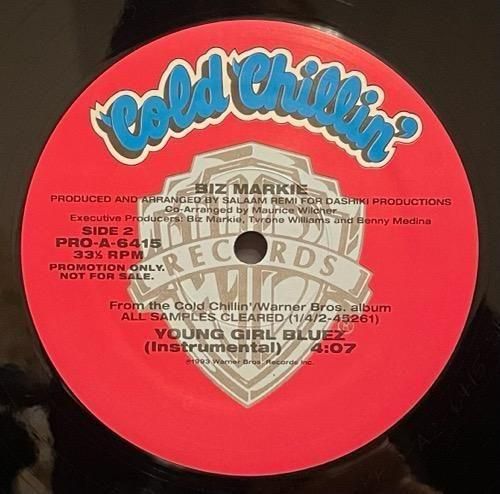 Cold Chillin'
BIZ MARKIE
PRODUCED AND ARRANGED BY SALAAM REMI FOR DASHIKI PRODUCTIONS
Co-Arranged by Maurice Wilcher
Executive Producers: Biz Markie, Tyrone Williams and Benny Medina
SIDE 2
PRO-A-6415
33⅓ RPM
PROMOTION ONLY.
NOT FOR SALE.
RECORDS
From the Cold Chillin'/Warner Bros. album
ALL SAMPLES CLEARED (1/4/2-45261)
®
YOUNG GIRL BLUEZ
(Instrumental) 4:07
℗1993 Warner Bros. Records Inc.